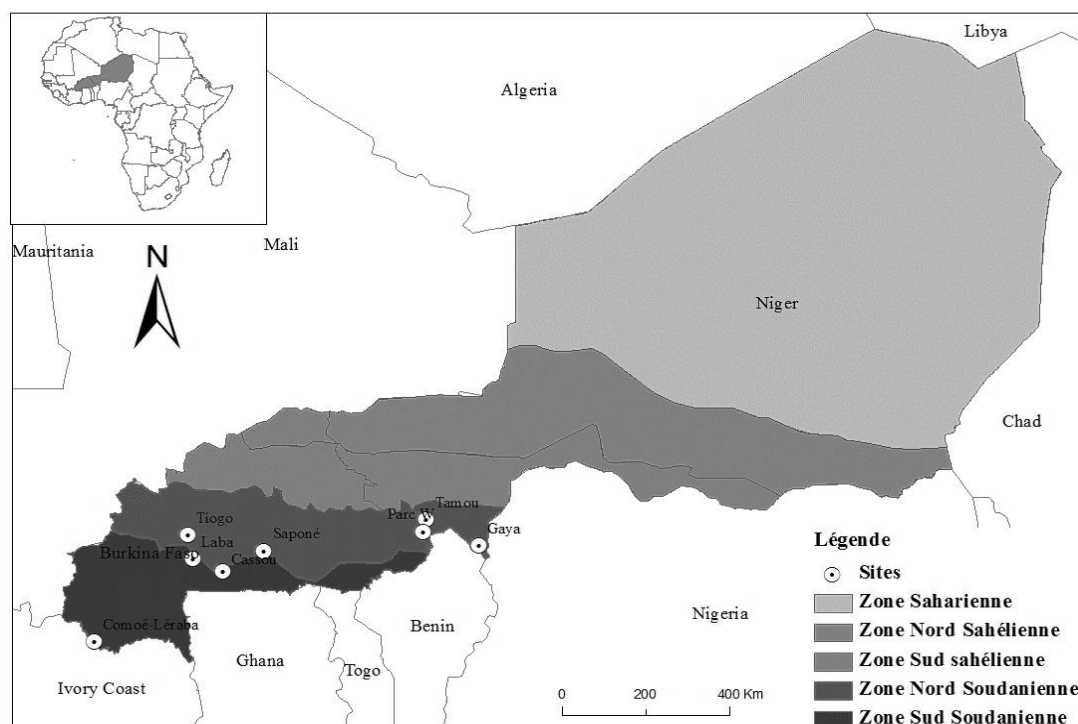 Libya
Algeria
Mauritania
Mali
N
Niger
Chad
Tamou
Parc W
Tiogo
Saponé
Gaya
Laba
Burkina Faso
Cassou
Comoé-Léraba
Benin
Nigeria
Ghana
Togo
Ivory Coast
0 200 400 Km
Légende
Sites
Zone Saharienne
Zone Nord Sahélienne
Zone Sud sahélienne
Zone Nord Soudanienne
Zone Sud Soudanienne